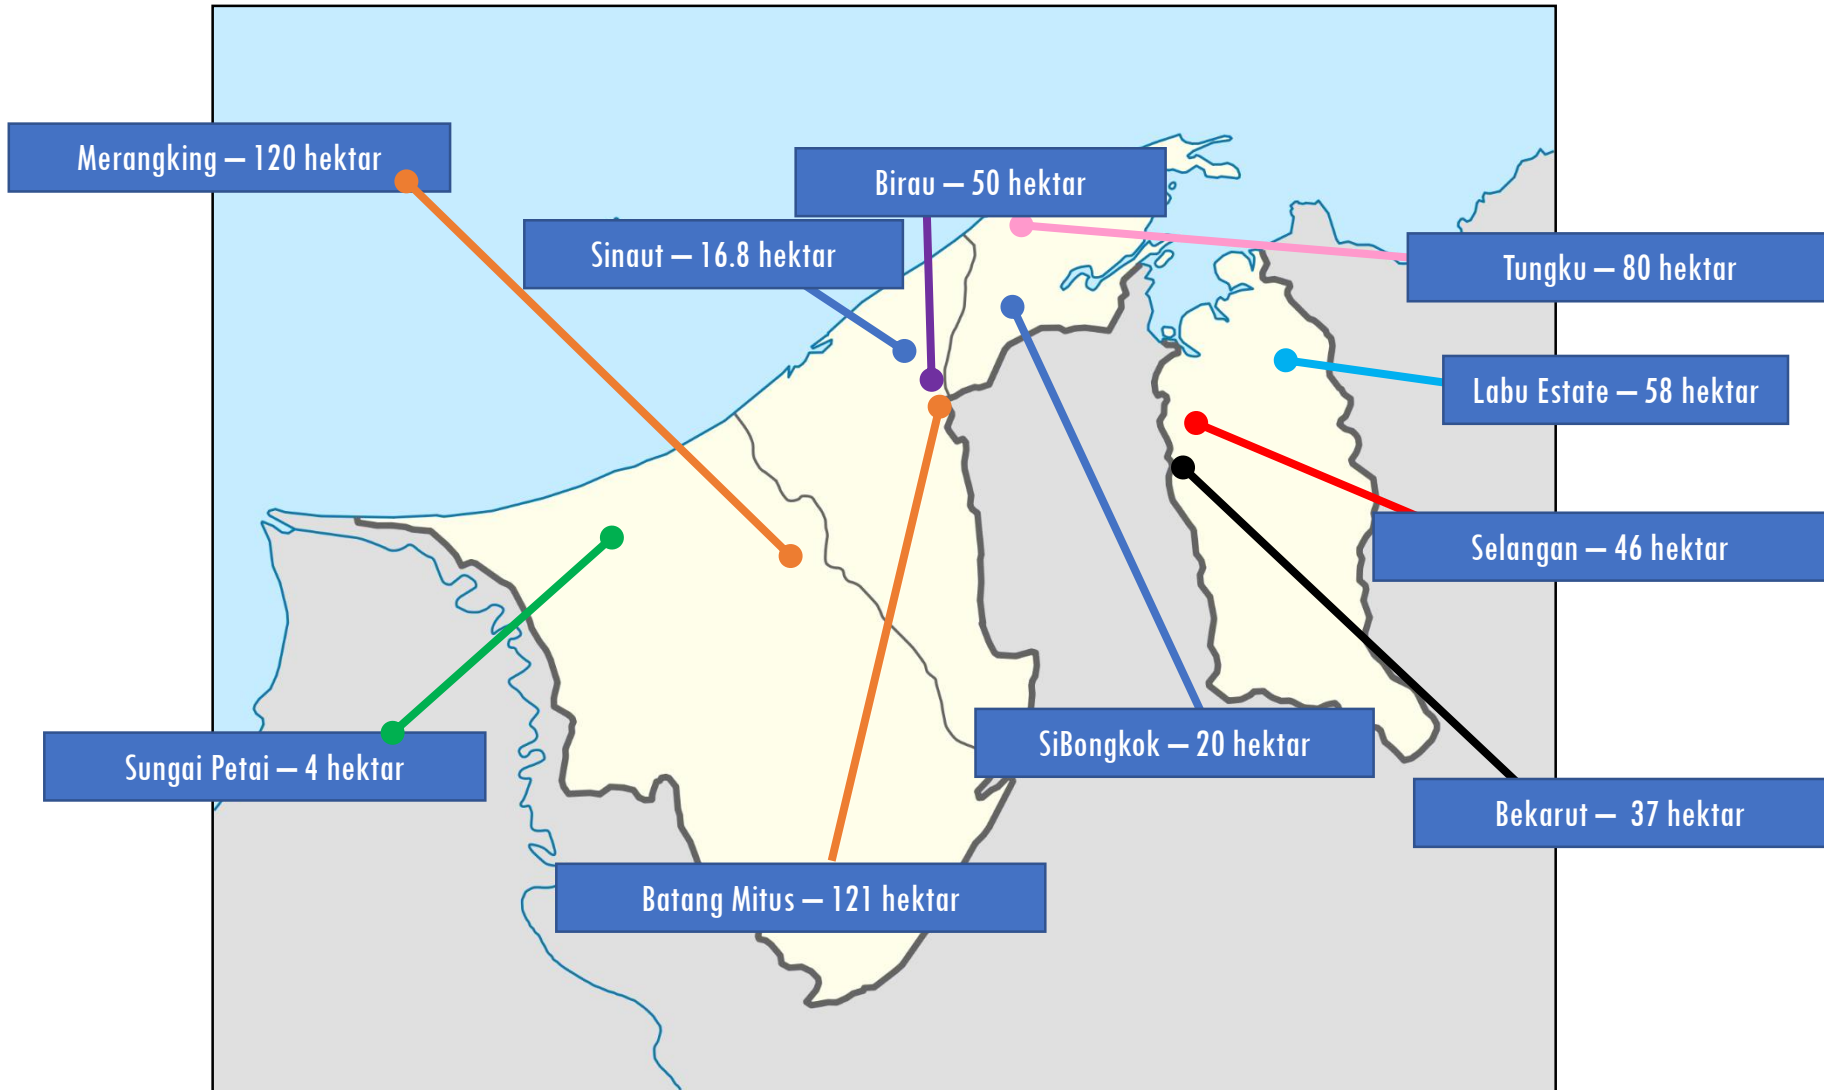 Merangking – 120 hektar
Birau – 50 hektar
Sinaut – 16.8 hektar
Tungku – 80 hektar
Labu Estate – 58 hektar
Selangan – 46 hektar
SiBongkok – 20 hektar
Sungai Petai – 4 hektar
Bekarut –  37 hektar
Batang Mitus – 121 hektar